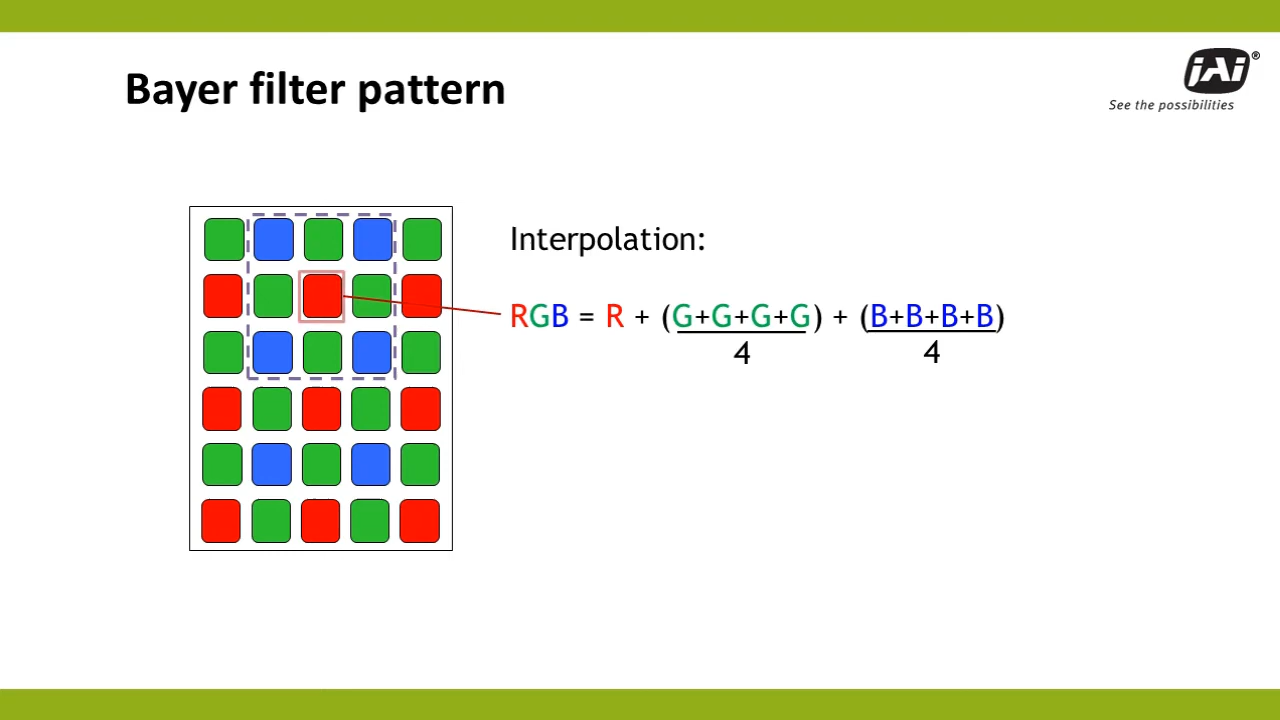 Bayer filter pattern
JAi®
See the possibilities
Interpolation:
RGB = R + (G+G+G+G) + (B+B+B+B)
4 4